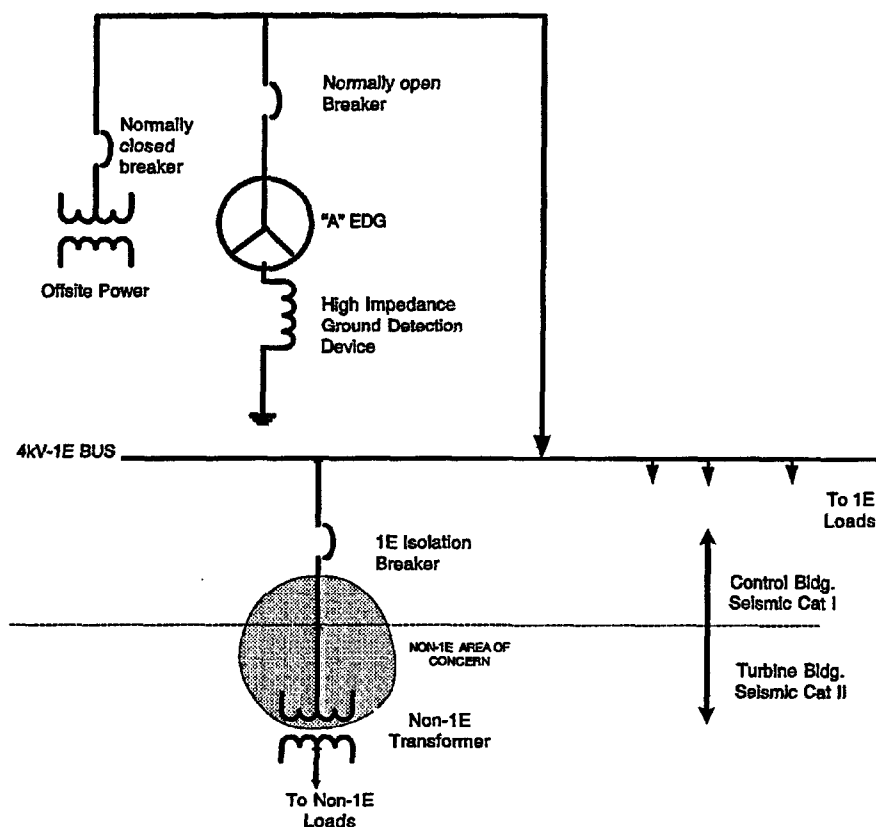 Normally open
Breaker
Normally
closed
breaker
"A" EDG
Offsite Power
High Impedance
Ground Detection
Device
4kV-1E BUS
To 1E
Loads
1E Isolation
Breaker
Control Bldg.
Seismic Cat I
NON-1E AREA OF
CONCERN
Turbine Bldg.
Seismic Cat II
Non-1E
Transformer
To Non-1E
Loads